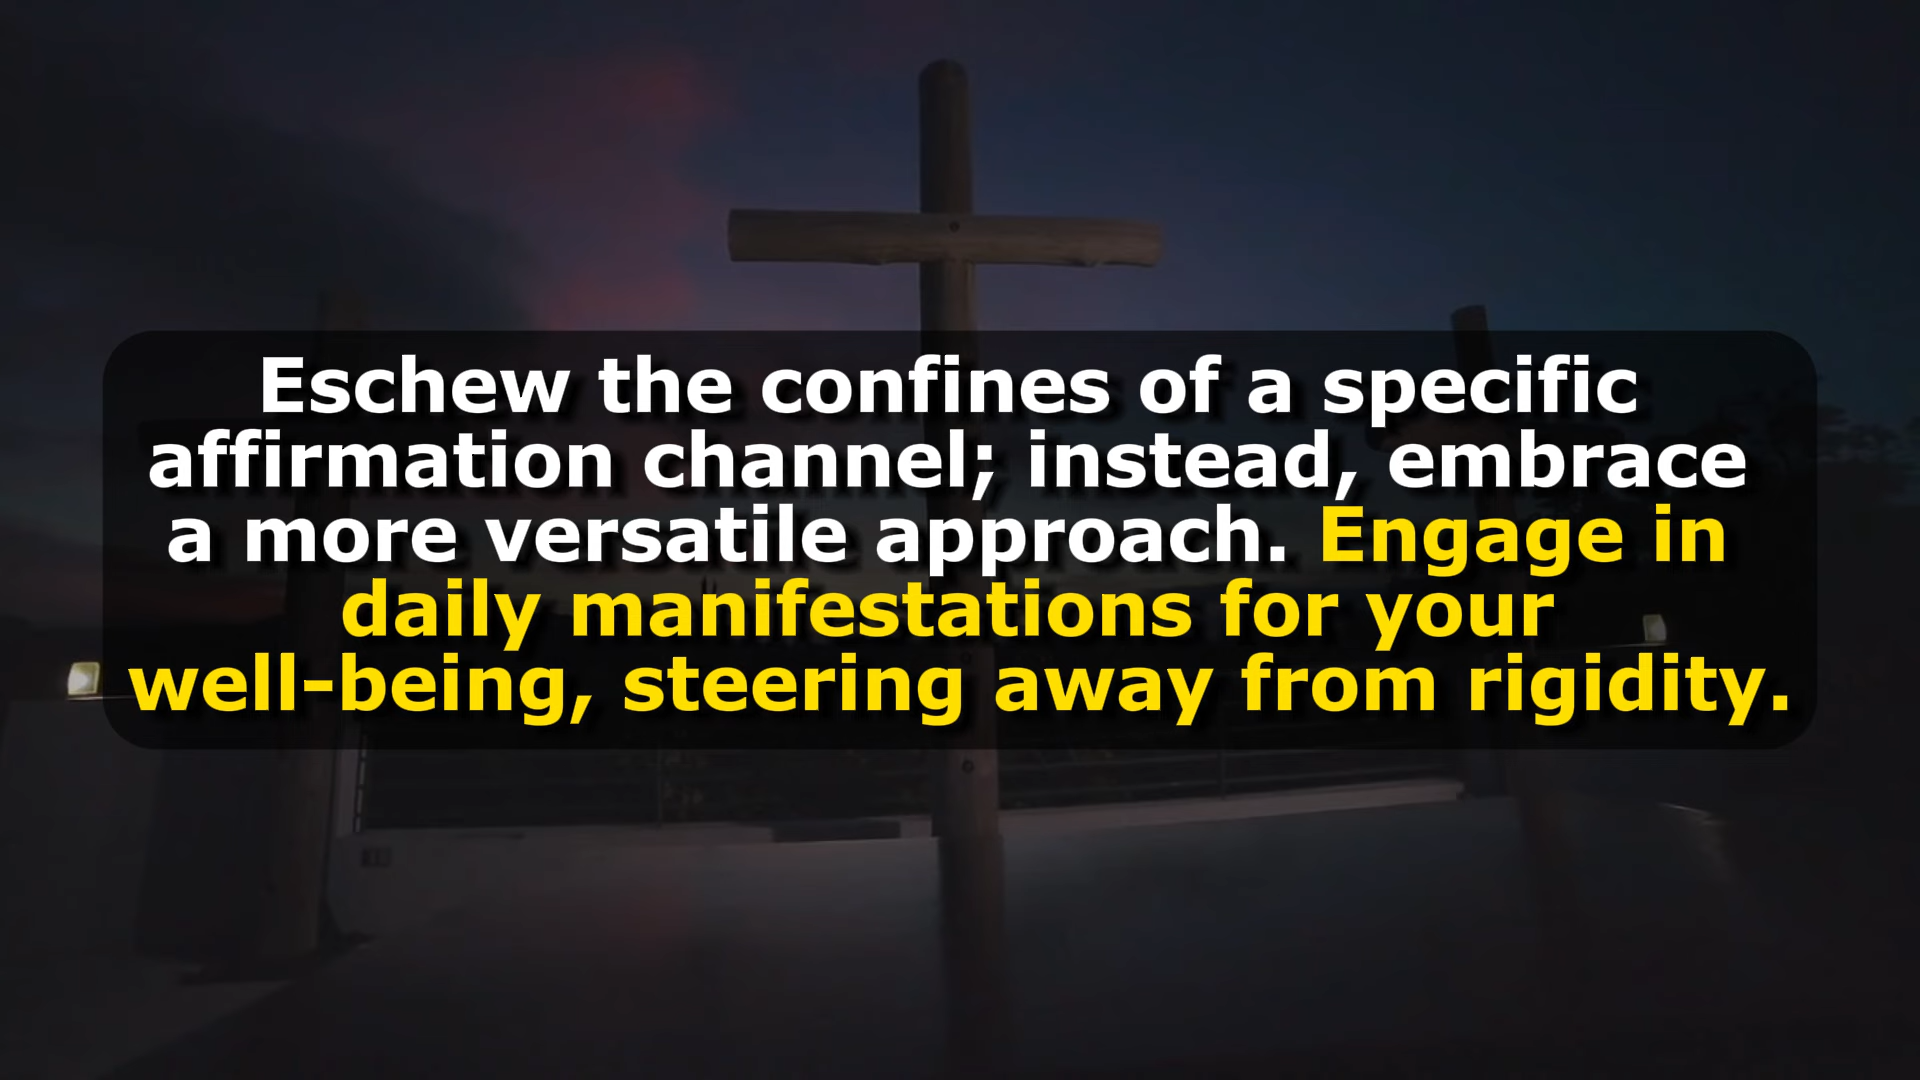 Eschew the confines of a specific
affirmation channel; instead, embrace
a more versatile approach. Engage in
daily manifestations for your
well-being, steering away from rigidity.